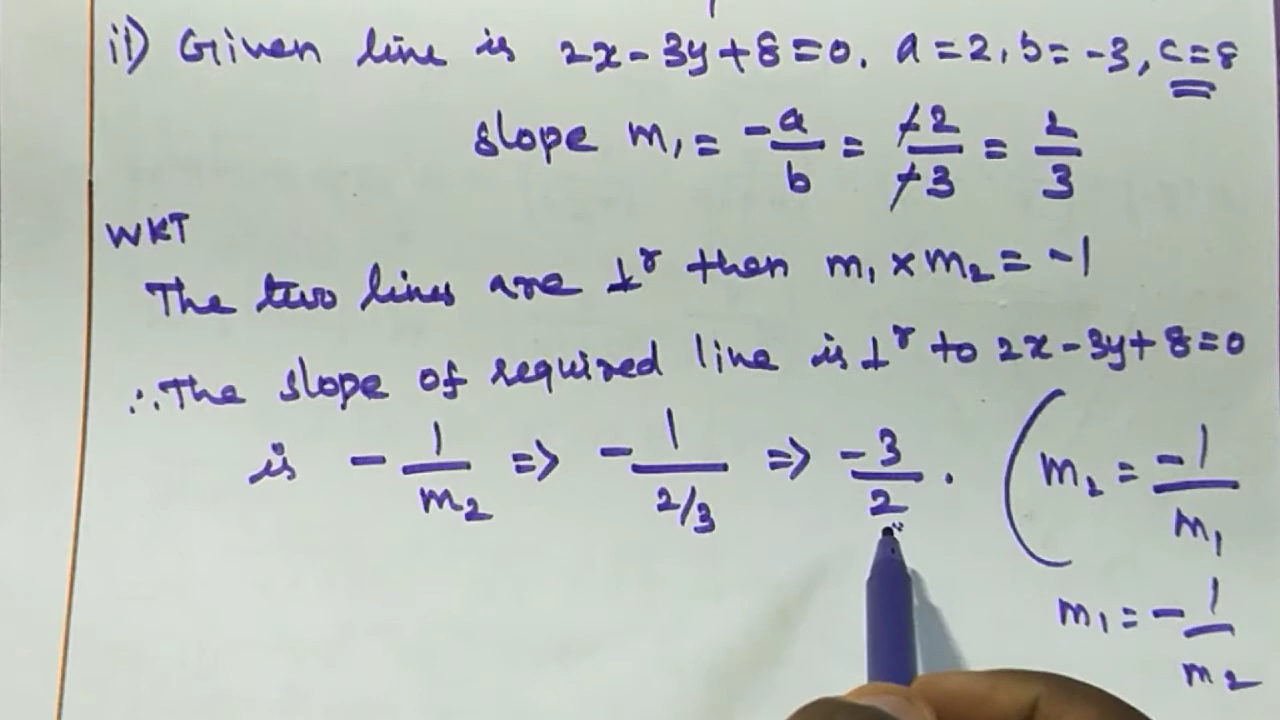 ii) Given line is 2x - 3y + 8 = 0. a = 2, b = -3, c = 8
slope m₁ = -a/b = -2/-3 = 2/3
WKT
The two lines are ⊥ʳ then m₁ × m₂ = -1
∴ The slope of required line is ⊥ʳ to 2x - 3y + 8 = 0
is - 1/m₂ => - 1/(2/3) => -3/2 . ( m₂ = -1/m₁
m₁ = - 1/m₂